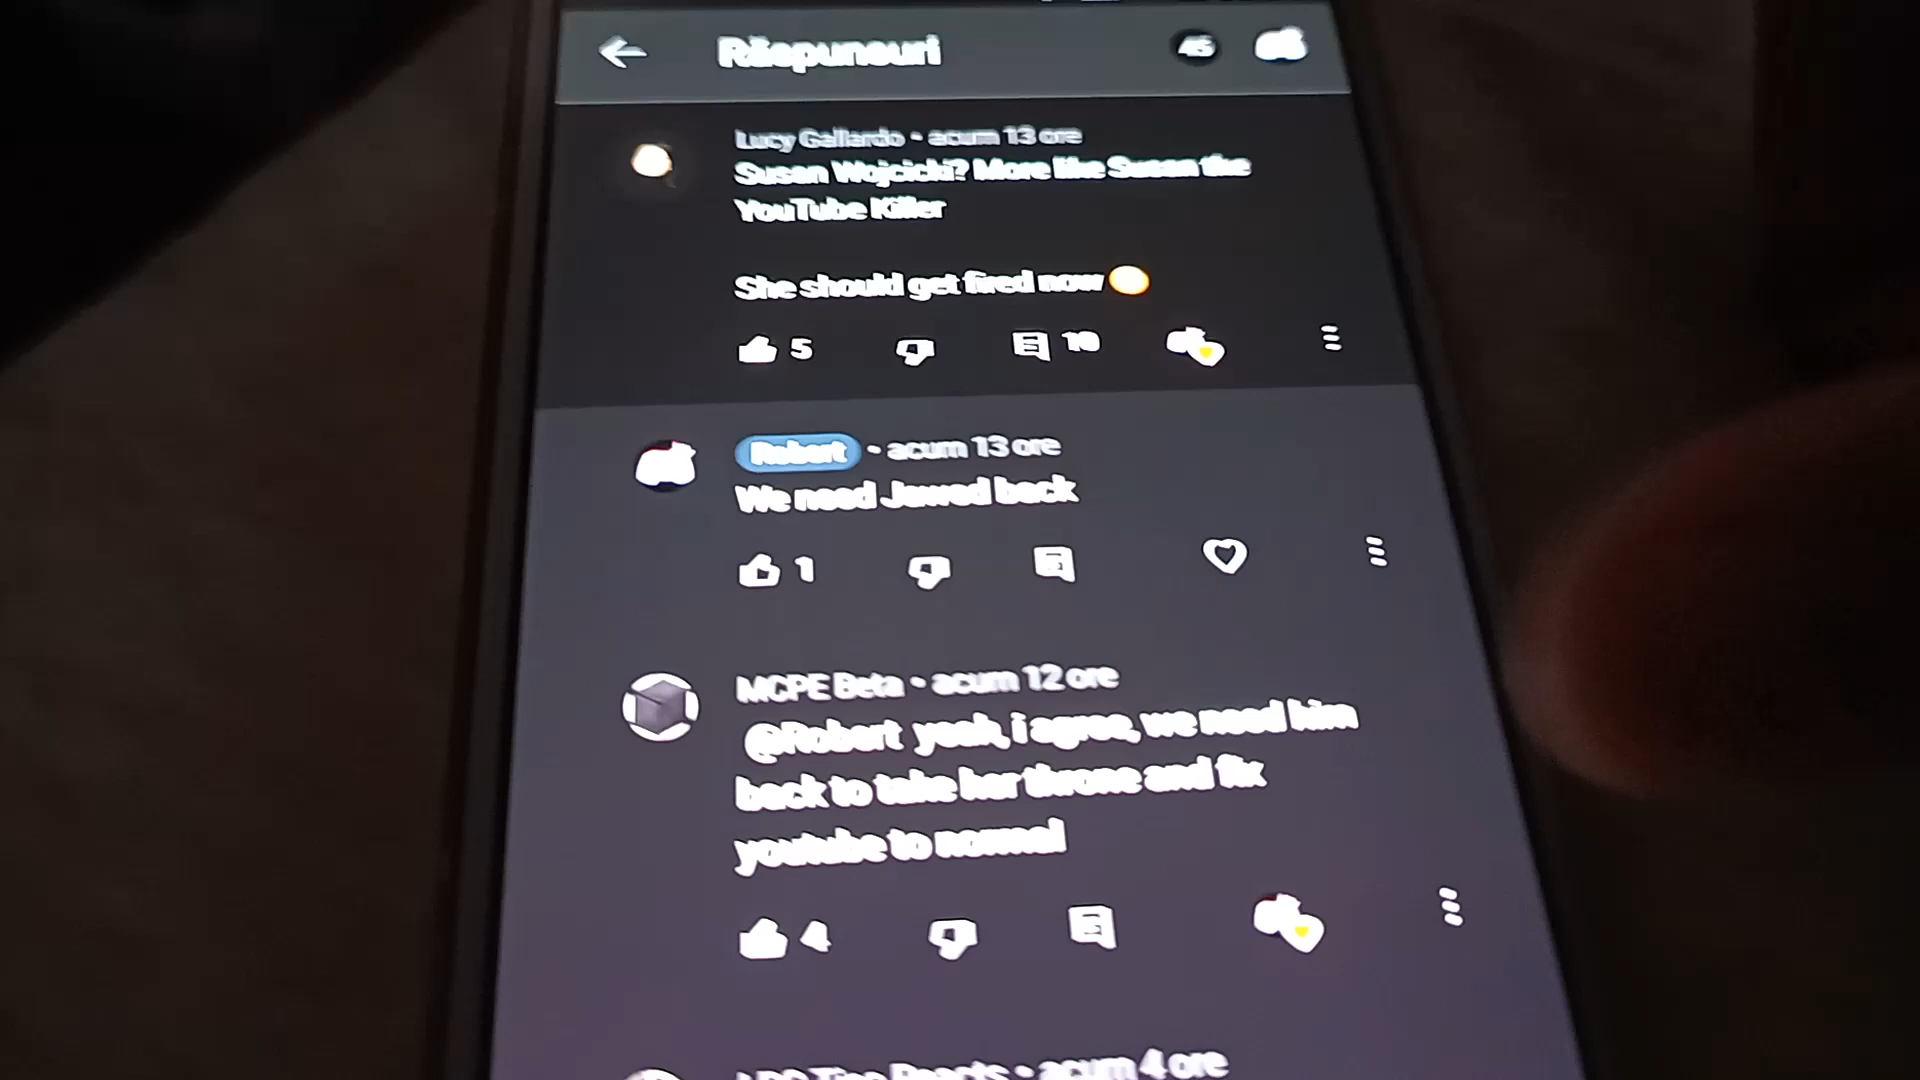 Răspunsuri
45
Lucy Gallardo • acum 13 ore
Susan Wojcicki? More like Susan the
YouTube Killer
She should get fired now
5
10
Robert • acum 13 ore
We need Jawed back
1
MCPE Beta • acum 12 ore
@Robert yeah, i agree, we need him
back to take her throne and fix
youtube to normal
4
Reacts • acum 4 ore